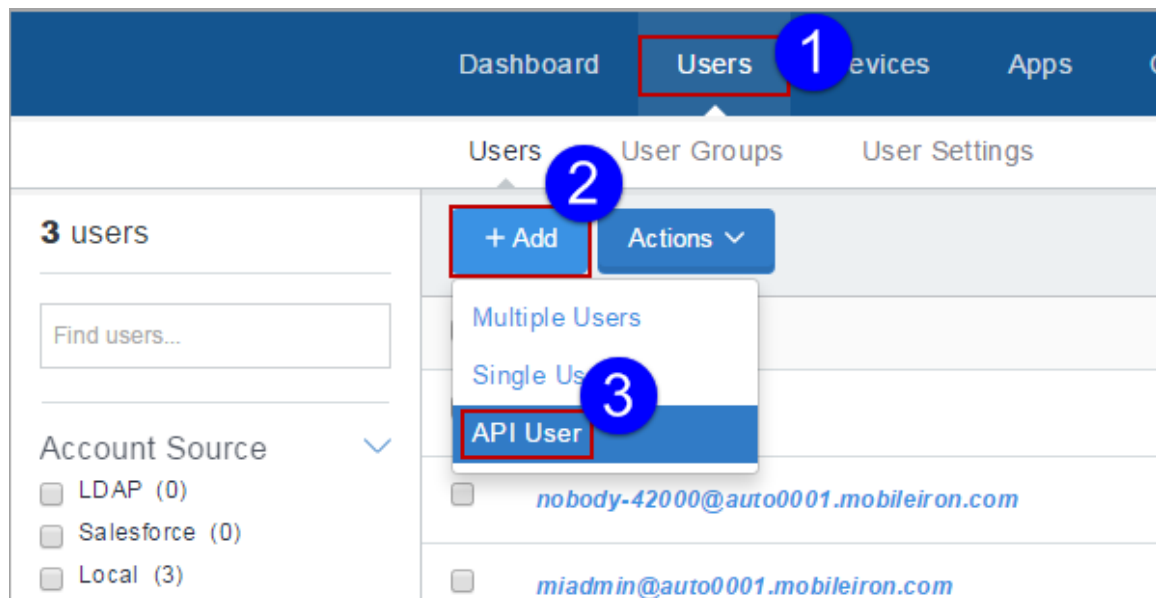 Dashboard Users 1 evices Apps
Users User Groups User Settings
2
3 users
+ Add Actions
Find users...
Multiple Users
Single Us
3
API User
Account Source
LDAP (0)
Salesforce (0)
Local (3)
nobody-42000@auto0001.mobileiron.com
miadmin@auto0001.mobileiron.com